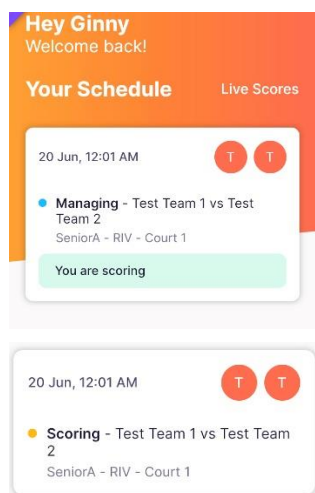 Hey Ginny
Welcome back!
Your Schedule Live Scores
20 Jun, 12:01 AM T T
Managing - Test Team 1 vs Test
Team 2
SeniorA - RIV - Court 1
You are scoring
20 Jun, 12:01 AM T T
Scoring - Test Team 1 vs Test Team
2
SeniorA - RIV - Court 1